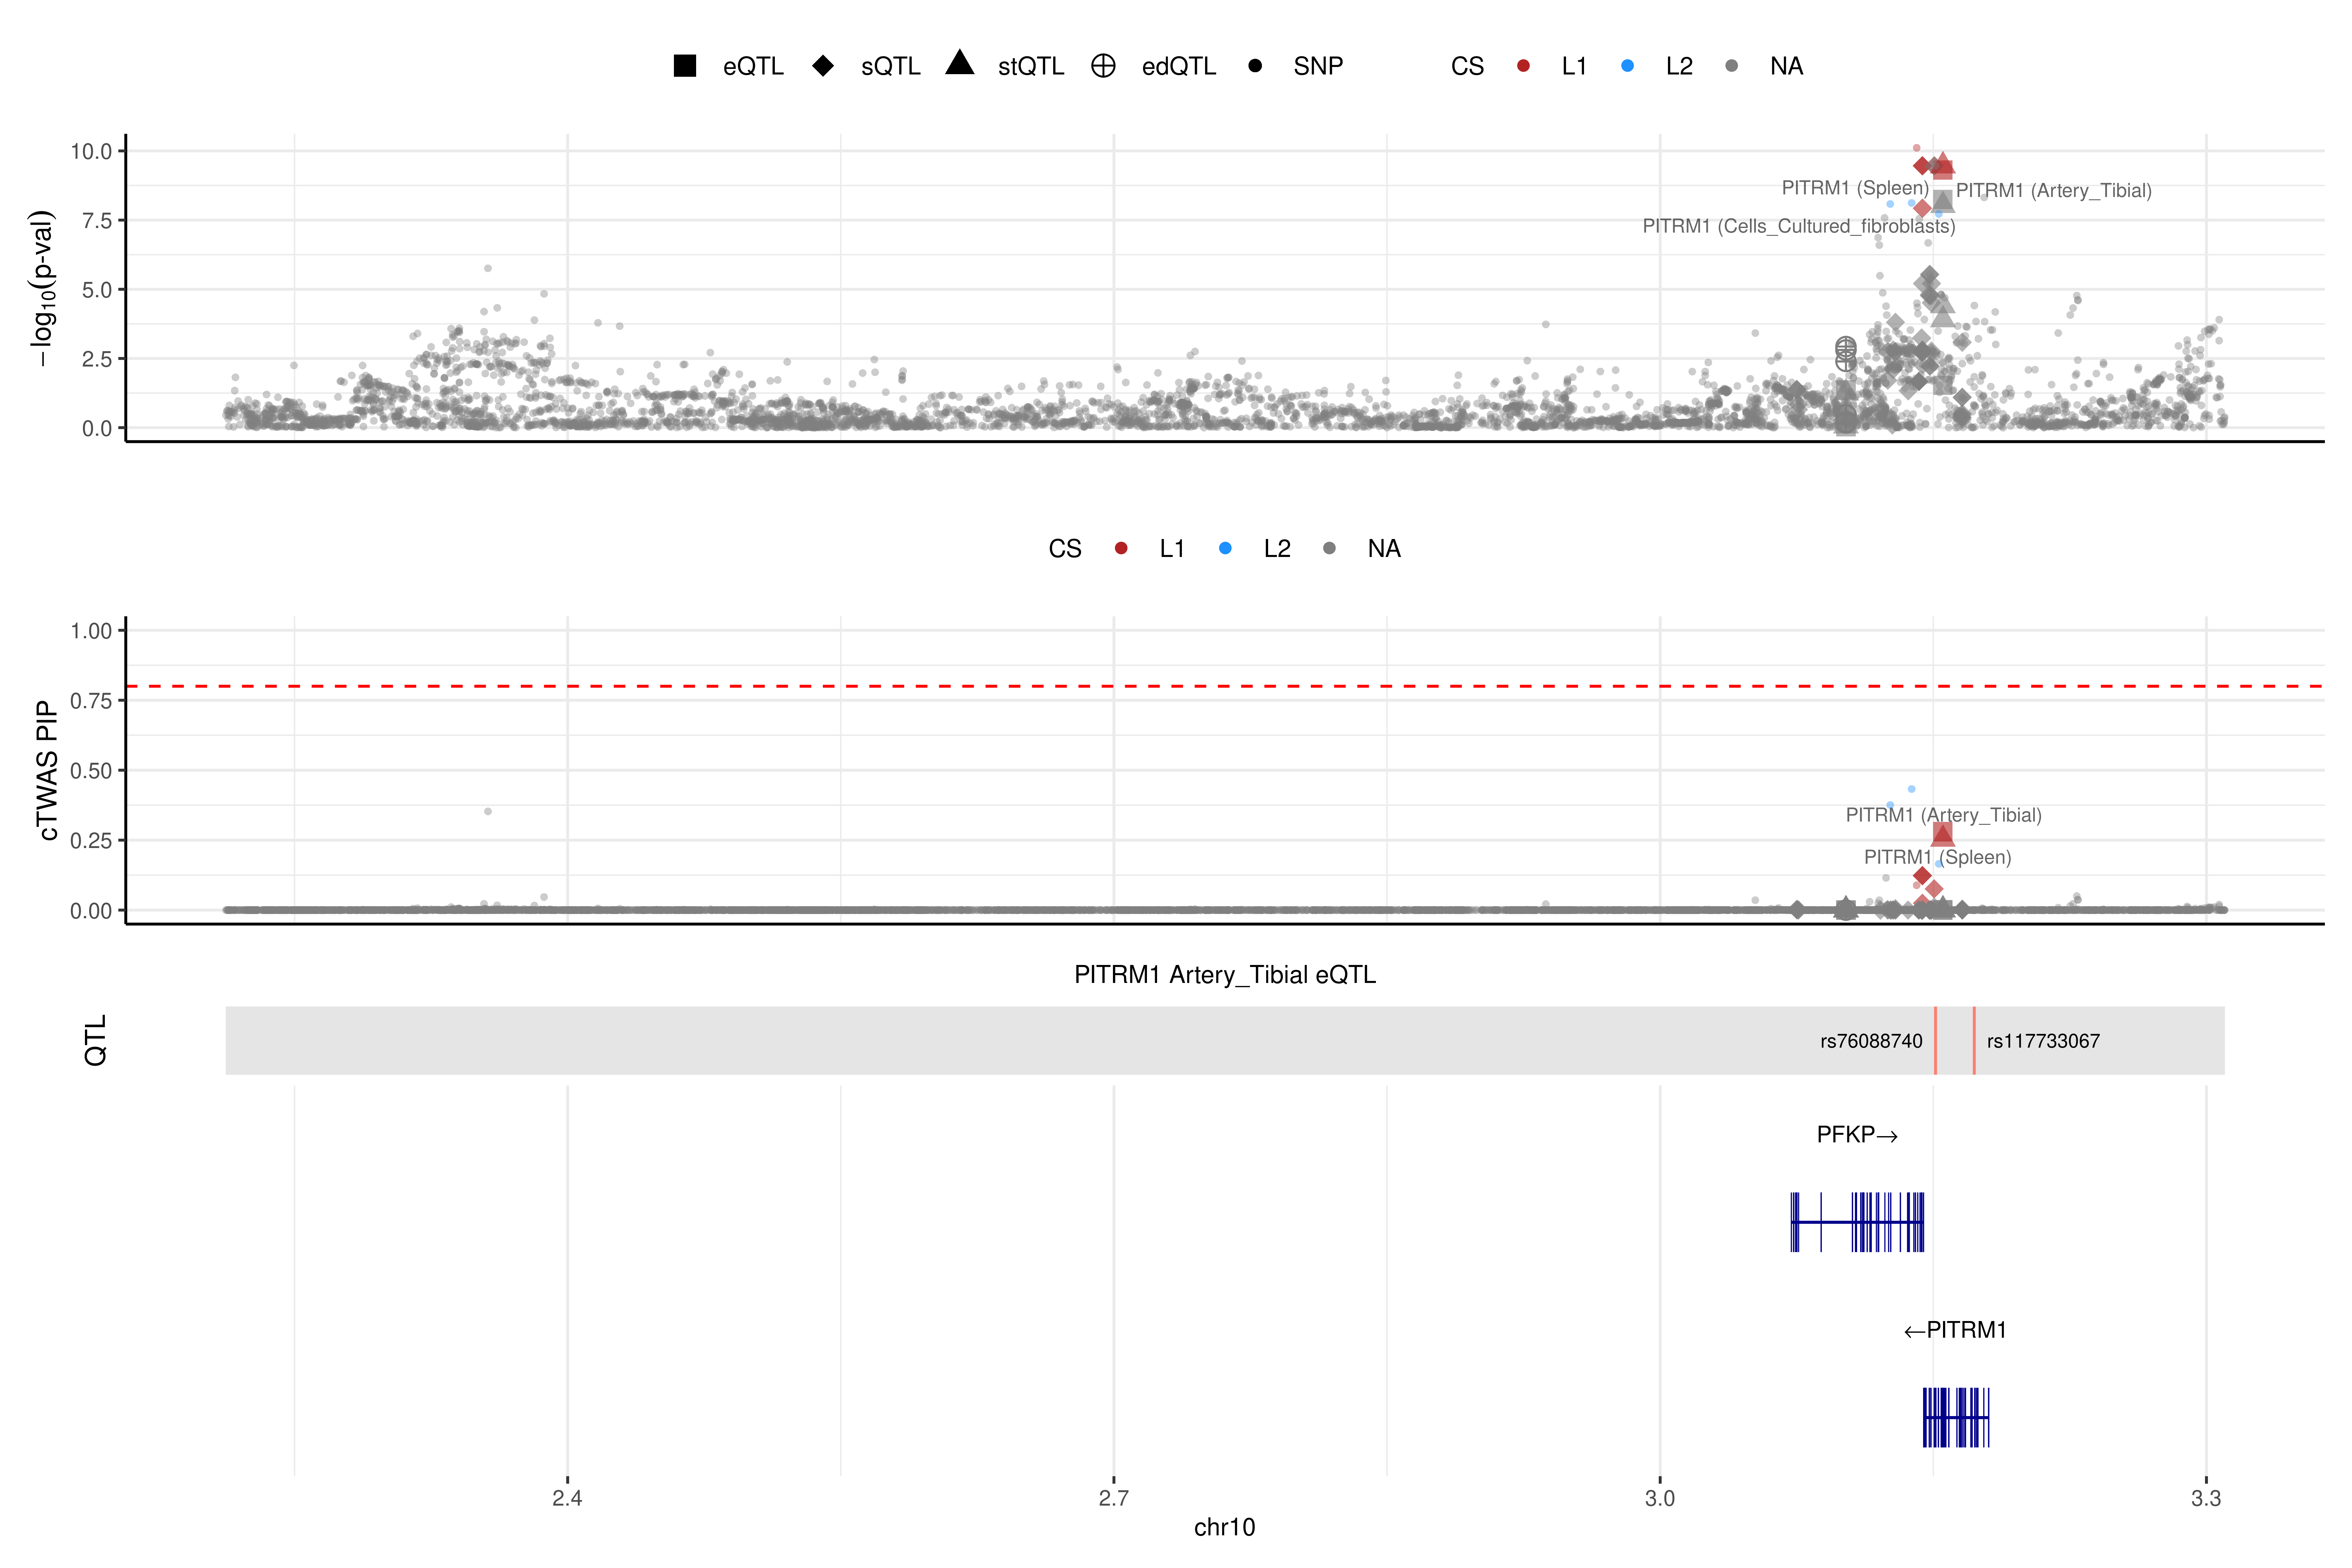 eQTL sQTL stQTL edQTL SNP CS L1 L2 NA
−log10(p-val)
10.0
7.5
5.0
2.5
0.0
PITRM1 (Spleen)
PITRM1 (Artery_Tibial)
PITRM1 (Cells_Cultured_fibroblasts)
CS L1 L2 NA
cTWAS PIP
1.00
0.75
0.50
0.25
0.00
PITRM1 (Artery_Tibial)
PITRM1 (Spleen)
PITRM1 Artery_Tibial eQTL
QTL
rs76088740
rs117733067
PFKP→
←PITRM1
2.4 2.7 3.0 3.3
chr10